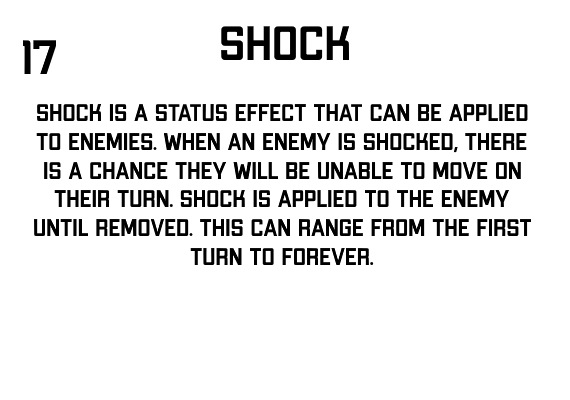 SHOCK
17
SHOCK IS A STATUS EFFECT THAT CAN BE APPLIED
TO ENEMIES. WHEN AN ENEMY IS SHOCKED, THERE
IS A CHANCE THEY WILL BE UNABLE TO MOVE ON
THEIR TURN. SHOCK IS APPLIED TO THE ENEMY
UNTIL REMOVED. THIS CAN RANGE FROM THE FIRST
TURN TO FOREVER.